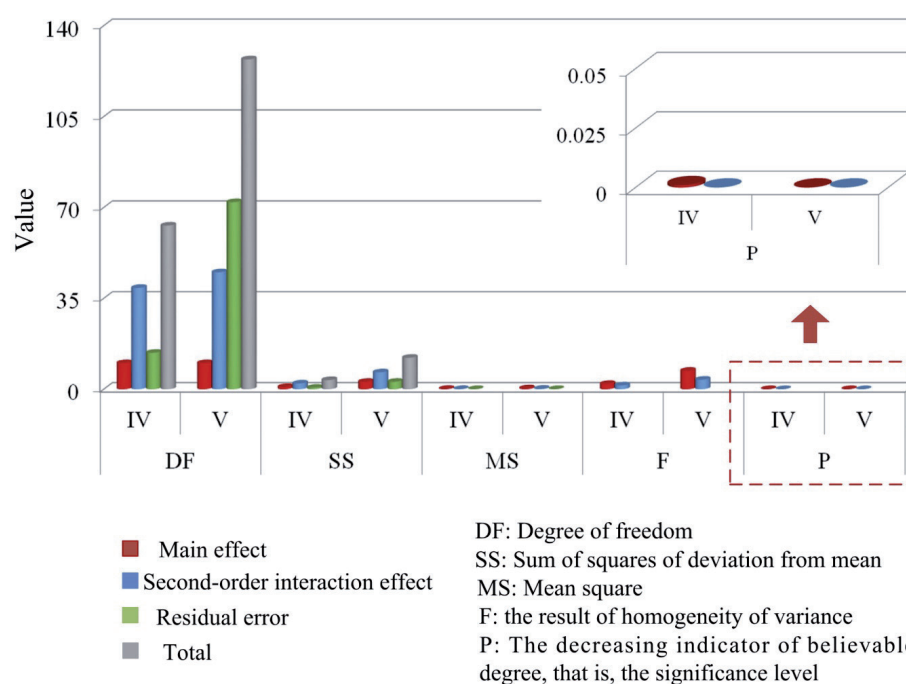 140
105
70
35
0
Value
0.05
0.025
0
IV V
P
IV V IV V IV V IV V IV V
DF SS MS F P
Main effect
Second-order interaction effect
Residual error
Total
DF: Degree of freedom
SS: Sum of squares of deviation from mean
MS: Mean square
F: the result of homogeneity of variance
P: The decreasing indicator of believable
degree, that is, the significance level